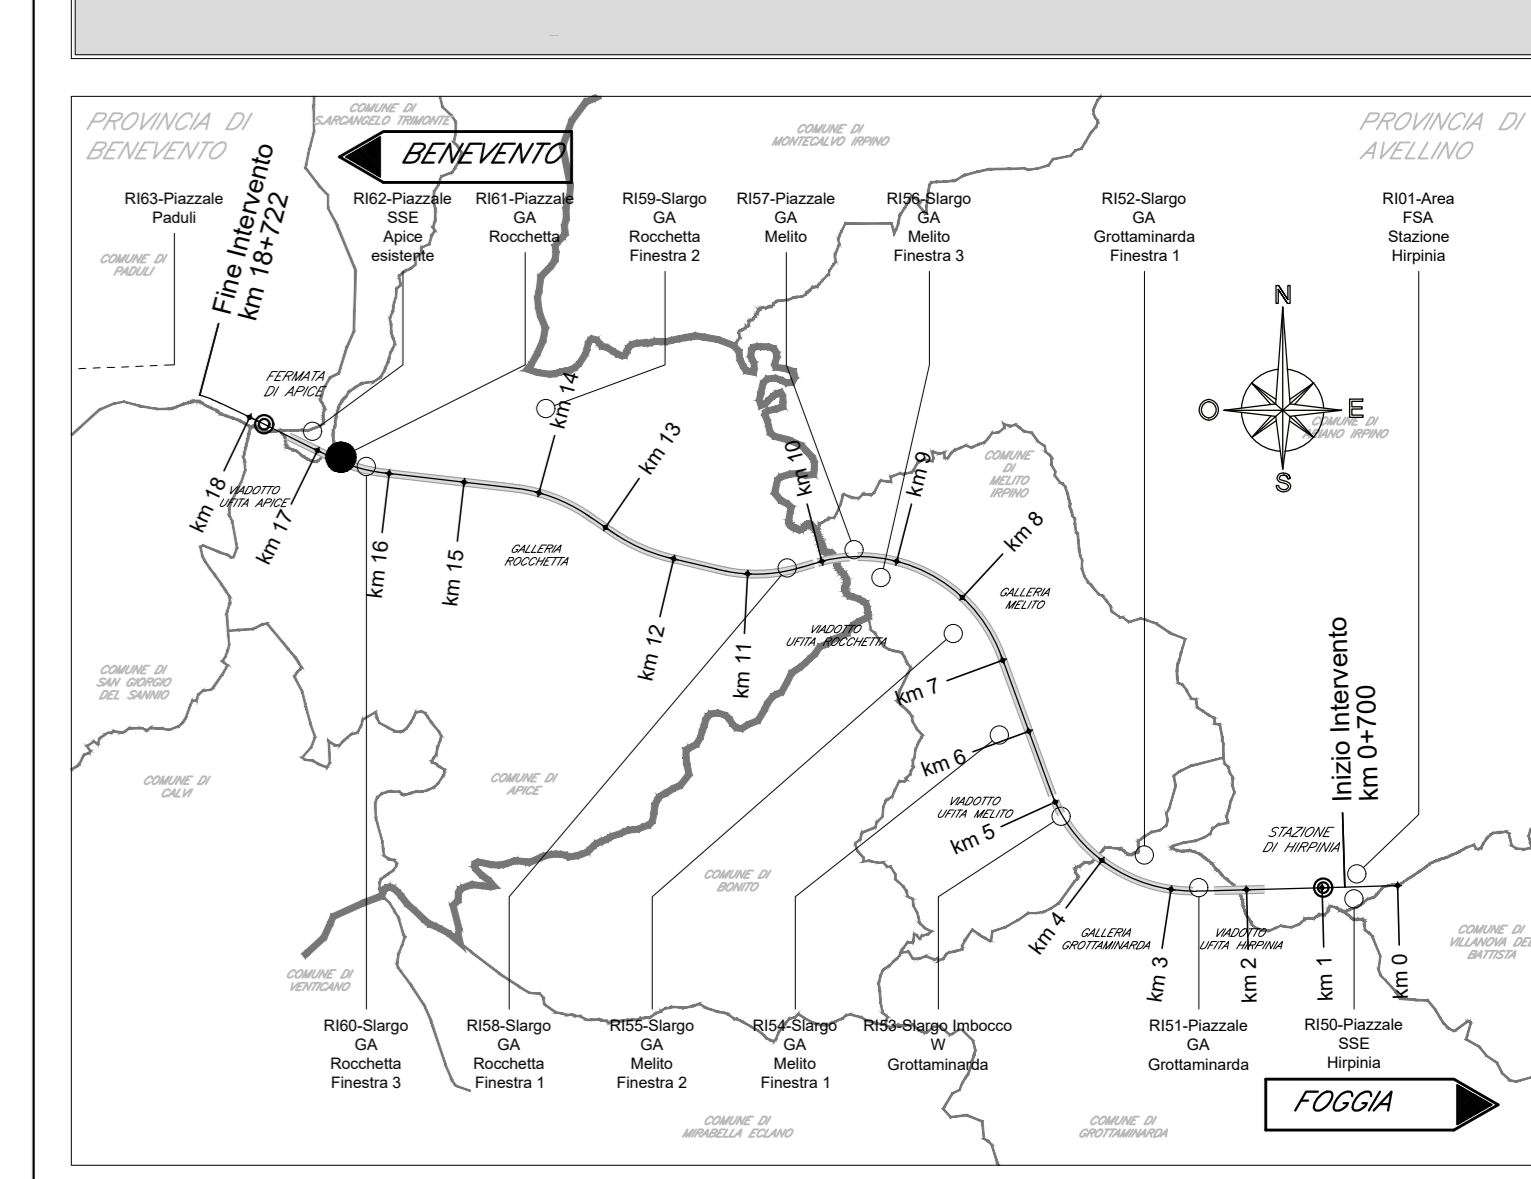 PROVINCIA DI
BENEVENTO
COMUNE DI
S.ARCANGELO TRIMONTE
BENEVENTO
COMUNE DI
MONTECALVO IRPINO
PROVINCIA DI
AVELLINO
RI63-Piazzale
Paduli
Fine Intervento
km 18+722
RI62-Piazzale
SSE
Apice
esistente
RI61-Piazzale
GA
Rocchetta
RI59-Slargo
GA
Rocchetta
Finestra 2
RI57-Piazzale
GA
Melito
RI56-Slargo
GA
Melito
Finestra 3
RI52-Slargo
GA
Grottaminarda
Finestra 1
RI01-Area
FSA
Stazione
Hirpinia
COMUNE DI
PADULI
N
O
E
S
COMUNE DI
ARIANO IRPINO
FERMATA
DI APICE
km 14
km 13
km 10
km 9
COMUNE
DI
MELITO
IRPINO
km 18
VIADOTTO
UFITA APICE
km 17
km 16
km 15
GALLERIA
ROCCHETTA
km 8
GALLERIA
MELITO
km 12
km 11
VIADOTTO
UFITA ROCCHETTA
km 7
COMUNE DI
SAN GIORGIO
DEL SANNIO
Inizio Intervento
km 0+700
km 6
COMUNE DI
CALVI
COMUNE DI
APICE
VIADOTTO
UFITA MELITO
km 5
STAZIONE
DI HIRPINIA
COMUNE DI
BONITO
km 4
GALLERIA
GROTTAMINARDA
VIADOTTO
UFITA HIRPINIA
COMUNE DI
VILLANOVA DEL
BATTISTA
km 3
km 2
km 1
km 0
COMUNE DI
VENTICANO
RI60-Slargo
GA
Rocchetta
Finestra 3
RI58-Slargo
GA
Rocchetta
Finestra 1
RI55-Slargo
GA
Melito
Finestra 2
RI54-Slargo
GA
Melito
Finestra 1
RI53-Slargo Imbocco
W
Grottaminarda
RI51-Piazzale
GA
Grottaminarda
RI50-Piazzale
SSE
Hirpinia
FOGGIA
COMUNE DI
MIRABELLA ECLANO
COMUNE DI
GROTTAMINARDA